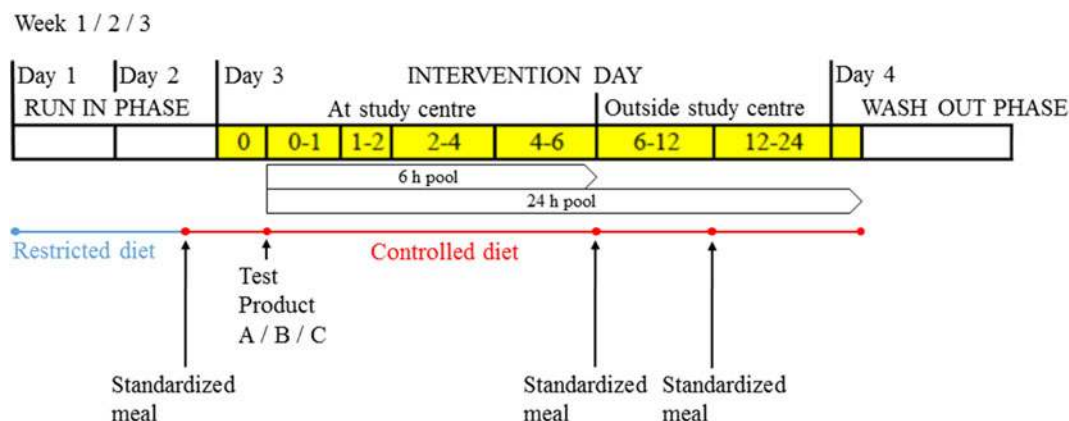 Week 1 / 2 / 3
Day 1 Day 2 Day 3 INTERVENTION DAY Day 4
RUN IN PHASE At study centre Outside study centre WASH OUT PHASE
0 0-1 1-2 2-4 4-6 6-12 12-24
6 h pool
24 h pool
Restricted diet Controlled diet
Test
Product
A / B / C
Standardized Standardized Standardized
meal meal meal